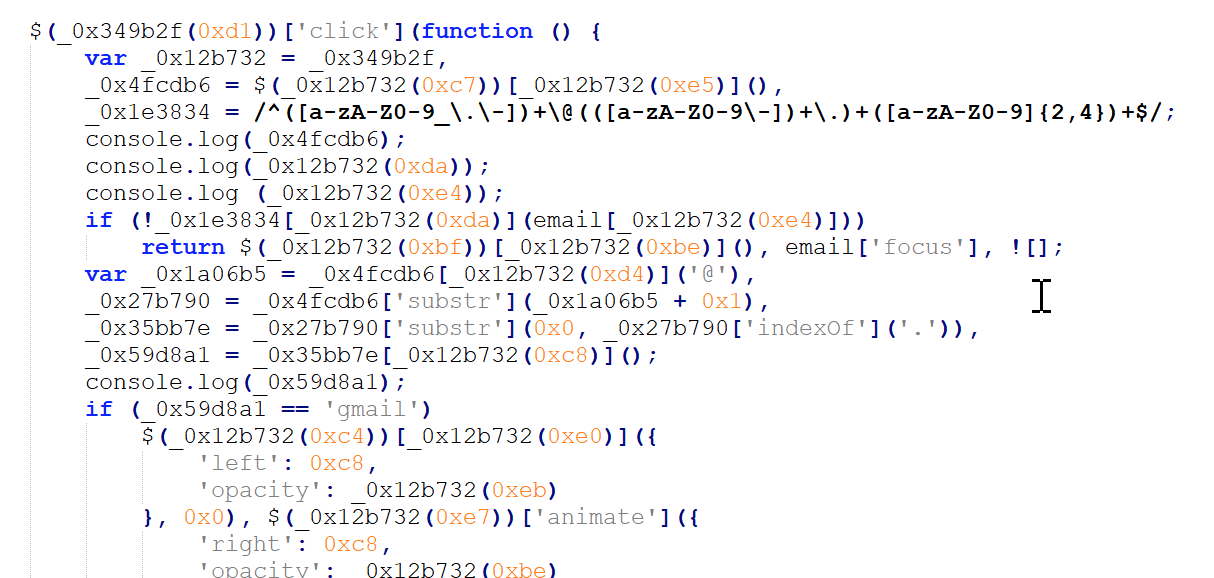 $(_0x349b2f(0xd1))['click'](function () {
var _0x12b732 = _0x349b2f,
_0x4fcdb6 = $(_0x12b732(0xc7))[_0x12b732(0xe5)](),
_0x1e3834 = /^([a-zA-Z0-9_\.\-])+\@(([a-zA-Z0-9\-])+\.)+([a-zA-Z0-9]{2,4})+$/;
console.log(_0x4fcdb6);
console.log(_0x12b732(0xda));
console.log (_0x12b732(0xe4));
if (!_0x1e3834[_0x12b732(0xda)](email[_0x12b732(0xe4)]))
return $(_0x12b732(0xbf))[_0x12b732(0xbe)](), email['focus'], ![];
var _0x1a06b5 = _0x4fcdb6[_0x12b732(0xd4)]('@'),
_0x27b790 = _0x4fcdb6['substr'](_0x1a06b5 + 0x1),
_0x35bb7e = _0x27b790['substr'](0x0, _0x27b790['indexOf']('.')),
_0x59d8a1 = _0x35bb7e[_0x12b732(0xc8)]();
console.log(_0x59d8a1);
if (_0x59d8a1 == 'gmail')
$(_0x12b732(0xc4))[_0x12b732(0xe0)]({
'left': 0xc8,
'opacity': _0x12b732(0xeb)
}, 0x0), $(_0x12b732(0xe7))['animate']({
'right': 0xc8,
'opacity': _0x12b732(0xbe)